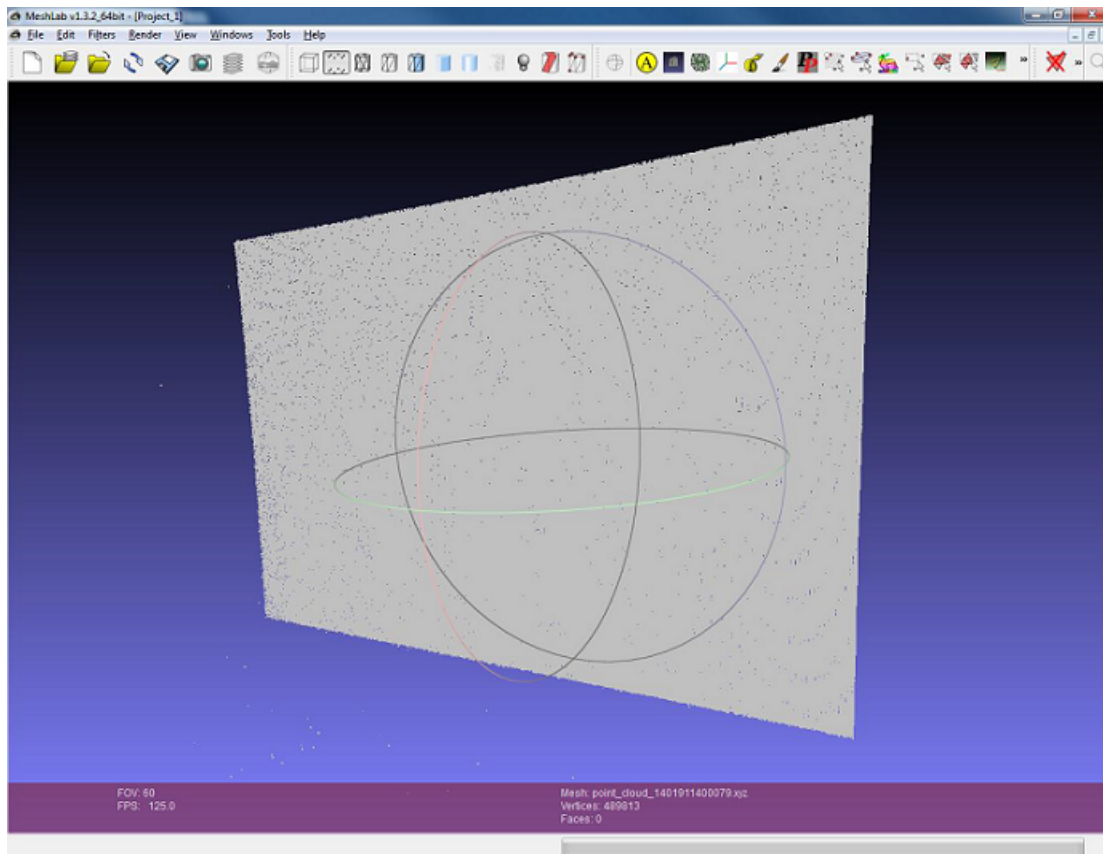 MeshLab v1.3.2_64bit - [Project_1]
File Edit Filters Render View Windows Tools Help
A
FOV: 60
FPS: 125.0
Mesh: point_cloud_1401911400079.xyz
Vertices: 489813
Faces: 0